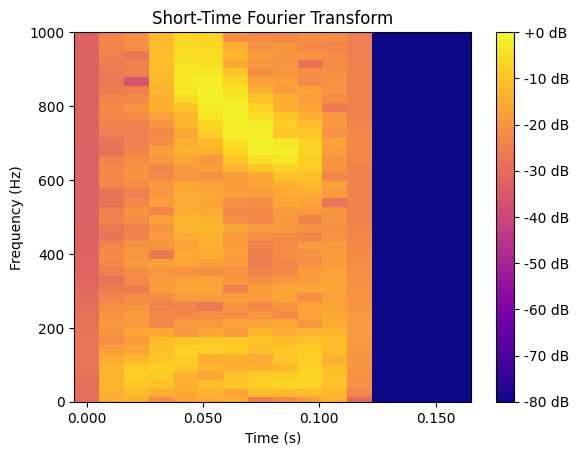 Short-Time Fourier Transform
Frequency (Hz)
1000
800
600
400
200
0
0.000
0.050
0.100
0.150
Time (s)
+0 dB
-10 dB
-20 dB
-30 dB
-40 dB
-50 dB
-60 dB
-70 dB
-80 dB